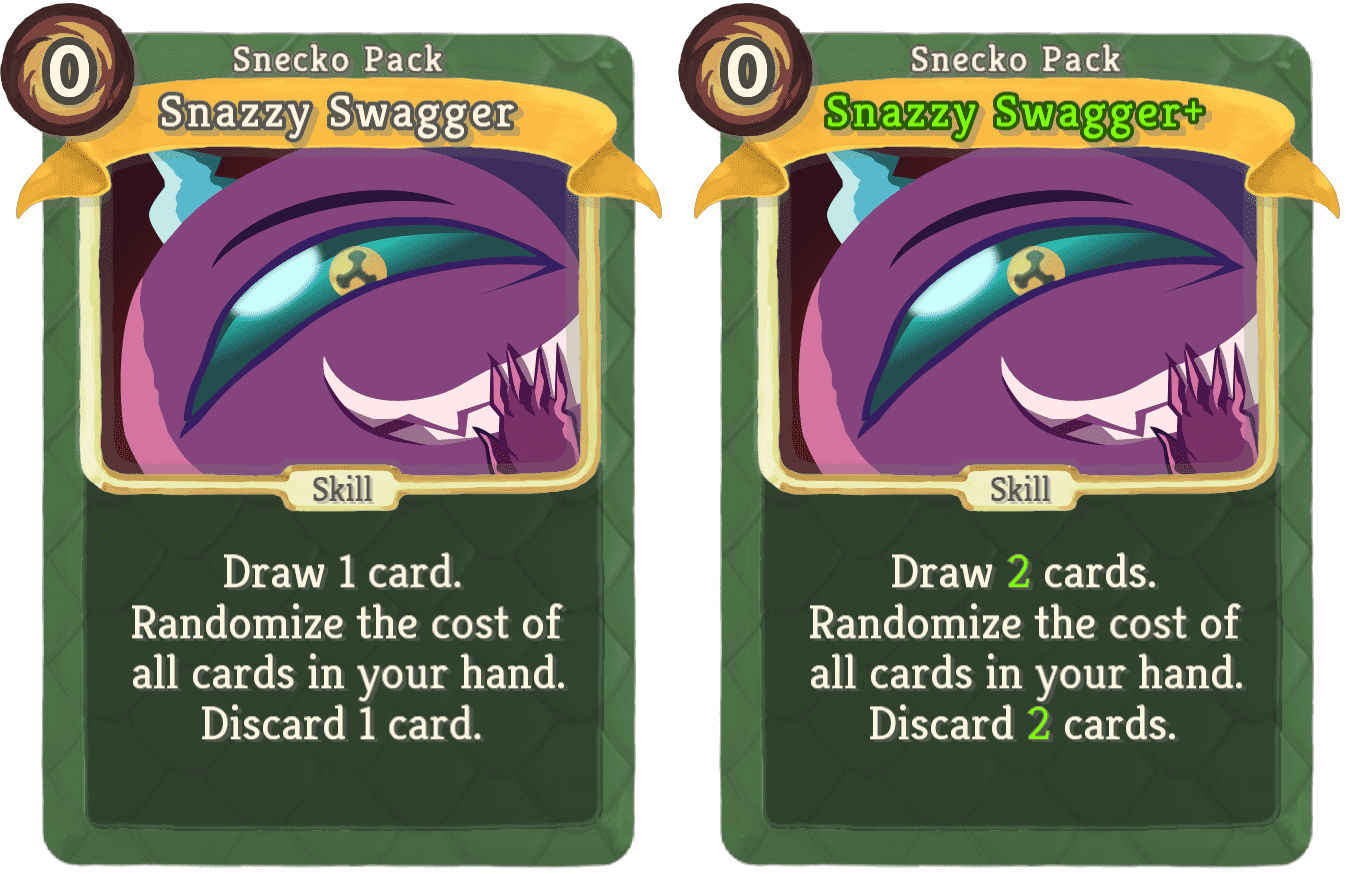 0
Snecko Pack
Snazzy Swagger
Skill
Draw 1 card.
Randomize the cost of
all cards in your hand.
Discard 1 card.
0
Snecko Pack
Snazzy Swagger+
Skill
Draw 2 cards.
Randomize the cost of
all cards in your hand.
Discard 2 cards.